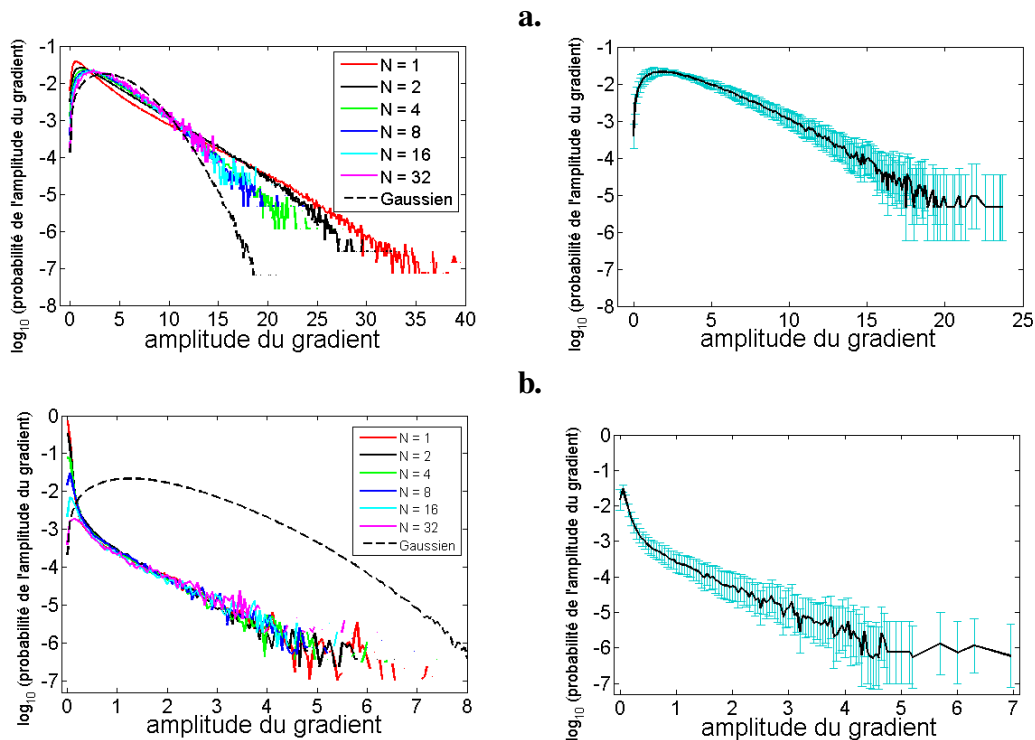 a.
log₁₀ (probabilité de l'amplitude du gradient)
-1
-2
-3
-4
-5
-6
-7
-8
0 5 10 15 20 25 30 35 40
amplitude du gradient
N = 1
N = 2
N = 4
N = 8
N = 16
N = 32
Gaussien
log₁₀ (probabilité de l'amplitude du gradient)
-1
-2
-3
-4
-5
-6
-7
-8
0 5 10 15 20 25
amplitude du gradient
b.
log₁₀ (probabilité de l'amplitude du gradient)
0
-1
-2
-3
-4
-5
-6
-7
0 1 2 3 4 5 6 7 8
amplitude du gradient
N = 1
N = 2
N = 4
N = 8
N = 16
N = 32
Gaussien
log₁₀ (probabilité de l'amplitude du gradient)
0
-1
-2
-3
-4
-5
-6
-7
0 1 2 3 4 5 6 7
amplitude du gradient